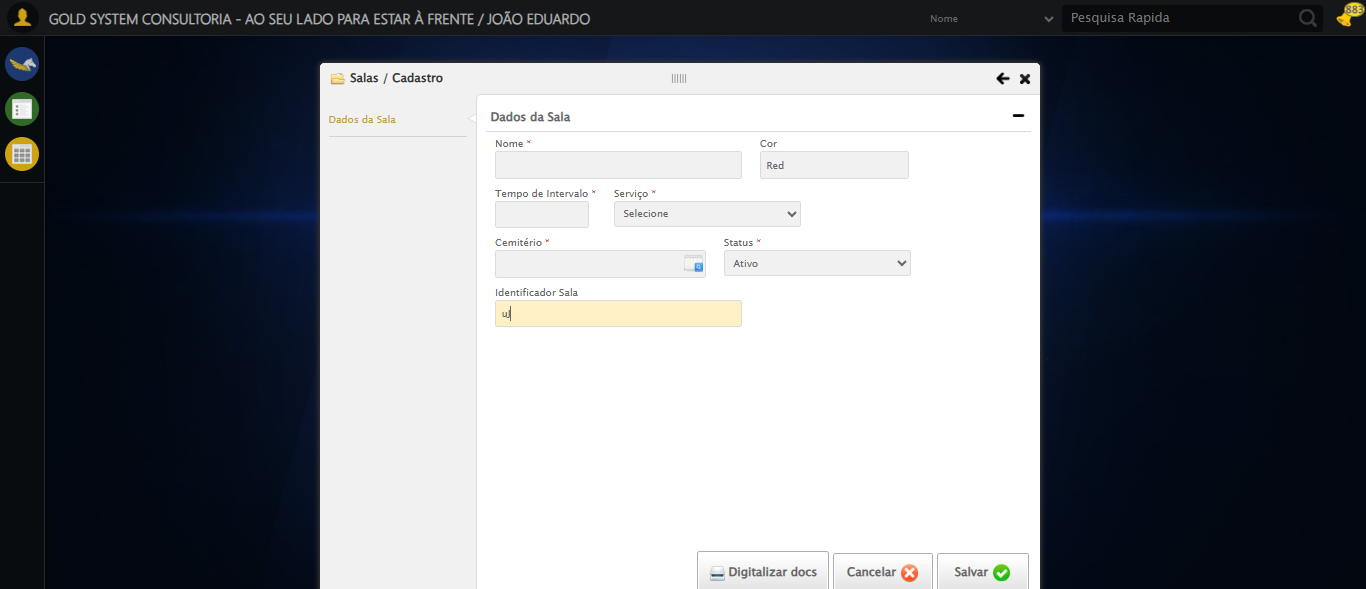 GOLD SYSTEM CONSULTORIA - AO SEU LADO PARA ESTAR À FRENTE / JOÃO EDUARDO
Nome
Pesquisa Rapida
883
Salas / Cadastro
Dados da Sala
Dados da Sala
Nome * Cor
Red
Tempo de Intervalo * Serviço *
Selecione
Cemitério * Status *
Ativo
Identificador Sala
uJ
Digitalizar docs Cancelar Salvar